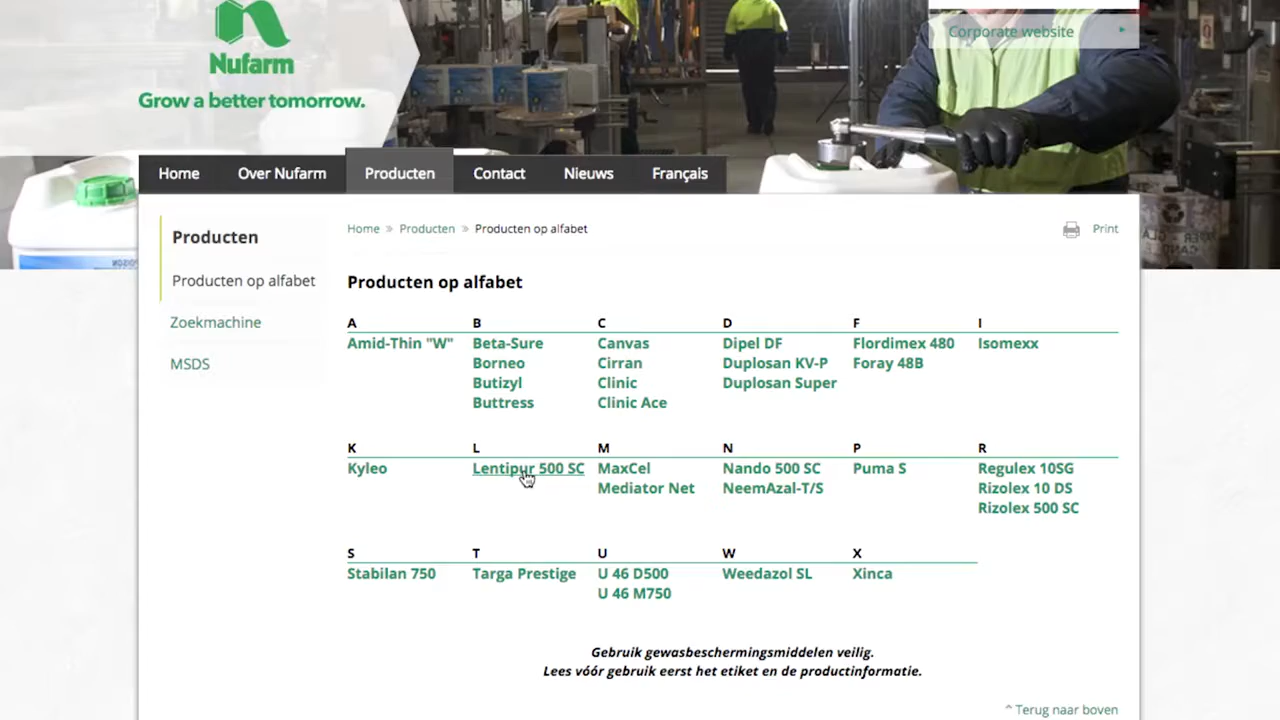 Nufarm
Grow a better tomorrow.
Corporate website
Home
Over Nufarm
Producten
Contact
Nieuws
Français
Producten
Producten op alfabet
Zoekmachine
MSDS
Home » Producten » Producten op alfabet
Print
Producten op alfabet
A
Amid-Thin "W"
B
Beta-Sure
Borneo
Butizyl
Buttress
C
Canvas
Cirran
Clinic
Clinic Ace
D
Dipel DF
Duplosan KV-P
Duplosan Super
F
Flordimex 480
Foray 48B
I
Isomexx
K
Kyleo
L
Lentipur 500 SC
M
MaxCel
Mediator Net
N
Nando 500 SC
NeemAzal-T/S
P
Puma S
R
Regulex 10SG
Rizolex 10 DS
Rizolex 500 SC
S
Stabilan 750
T
Targa Prestige
U
U 46 D500
U 46 M750
W
Weedazol SL
X
Xinca
Gebruik gewasbeschermingsmiddelen veilig.
Lees vóór gebruik eerst het etiket en de productinformatie.
^ Terug naar boven